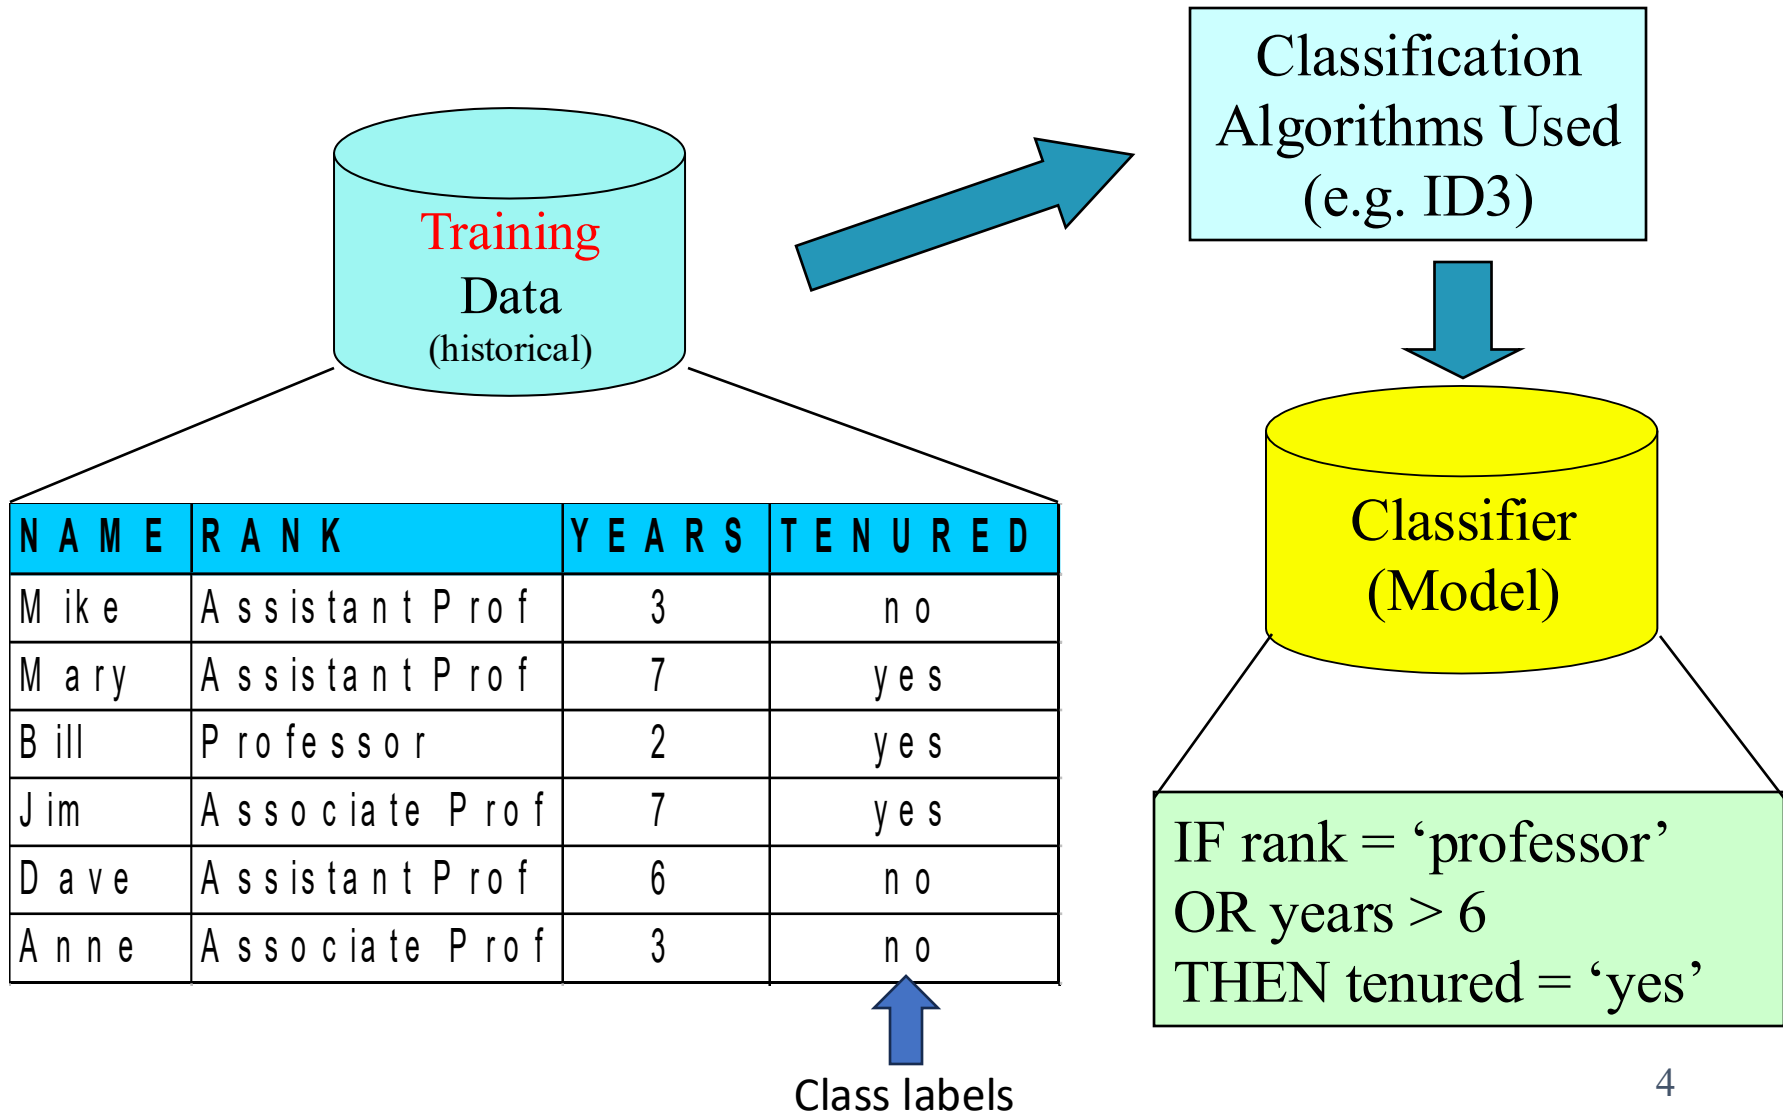 Classification
Algorithms Used
(e.g. ID3)
Training
Data
(historical)
NAME RANK YEARS TENURED
Mike Assistant Prof 3 no
Mary Assistant Prof 7 yes
Bill Professor 2 yes
Jim Associate Prof 7 yes
Dave Assistant Prof 6 no
Anne Associate Prof 3 no
Class labels
Classifier
(Model)
IF rank = ‘professor’
OR years > 6
THEN tenured = ‘yes’
4